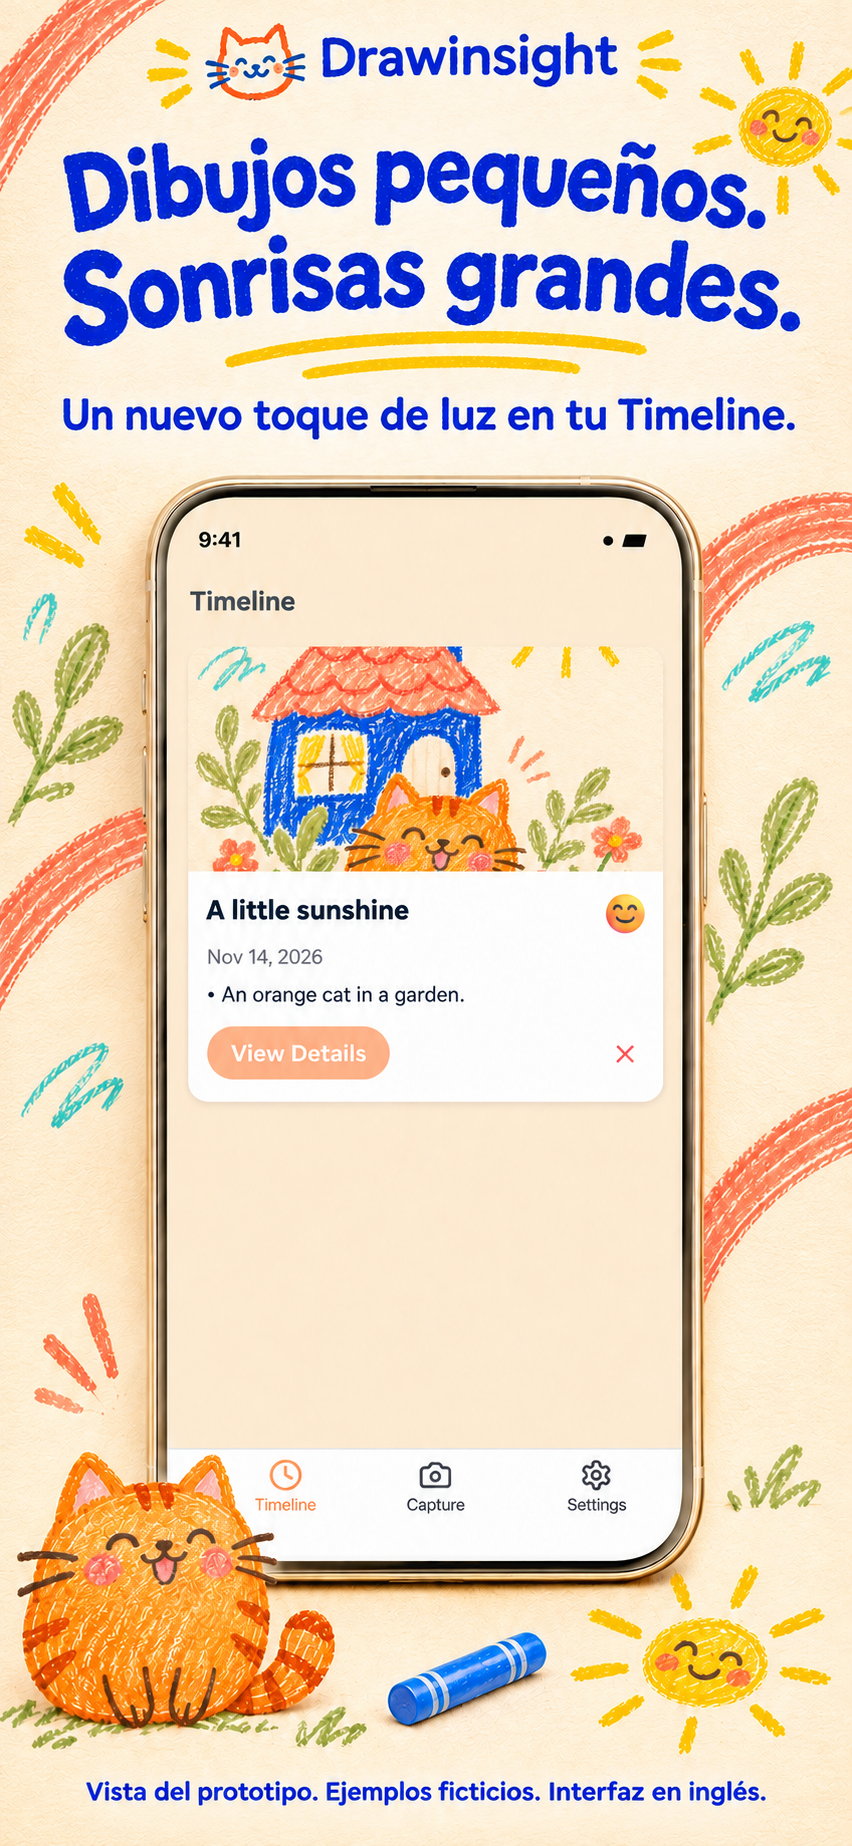 Drawinsight
Dibujos pequeños.
Sonrisas grandes.
Un nuevo toque de luz en tu Timeline.
9:41
Timeline
A little sunshine
Nov 14, 2026
• An orange cat in a garden.
View Details
Timeline
Capture
Settings
Vista del prototipo. Ejemplos ficticios. Interfaz en inglés.